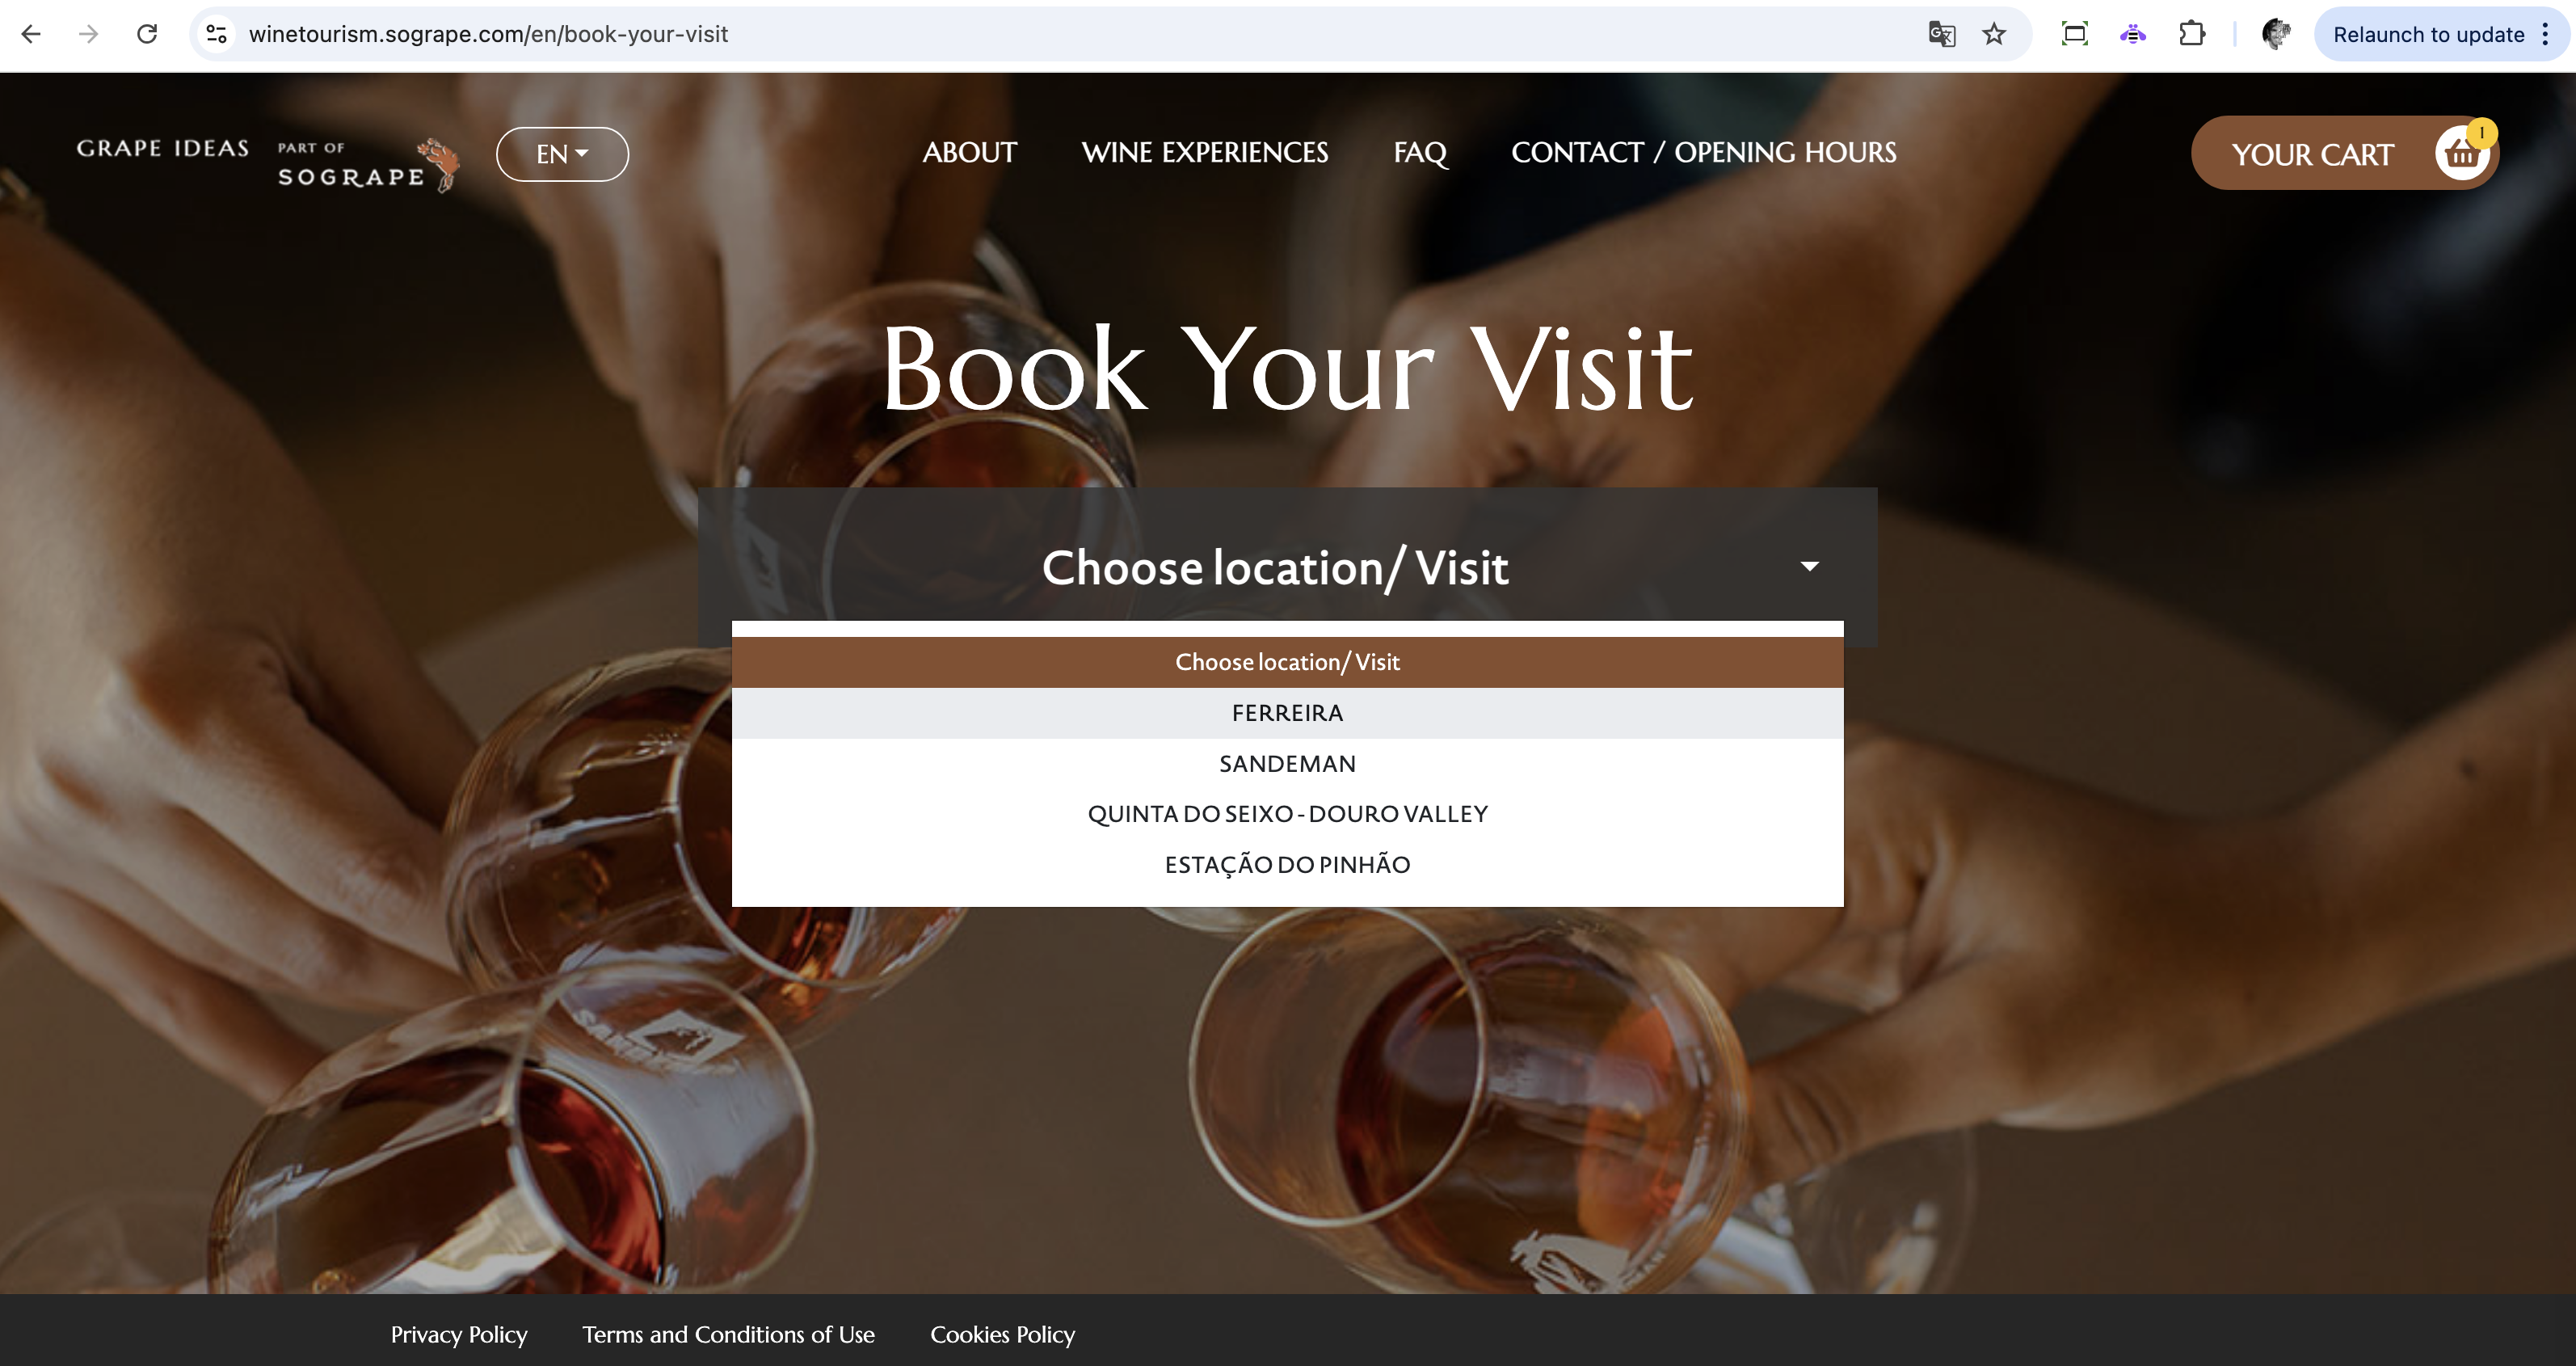 winetourism.sogrape.com/en/book-your-visit
Relaunch to update
GRAPE IDEAS
PART OF
SOGRAPE
EN
ABOUT
WINE EXPERIENCES
FAQ
CONTACT / OPENING HOURS
YOUR CART
1
Book Your Visit
Choose location/ Visit
Choose location/ Visit
FERREIRA
SANDEMAN
QUINTA DO SEIXO - DOURO VALLEY
ESTAÇÃO DO PINHÃO
Privacy Policy
Terms and Conditions of Use
Cookies Policy